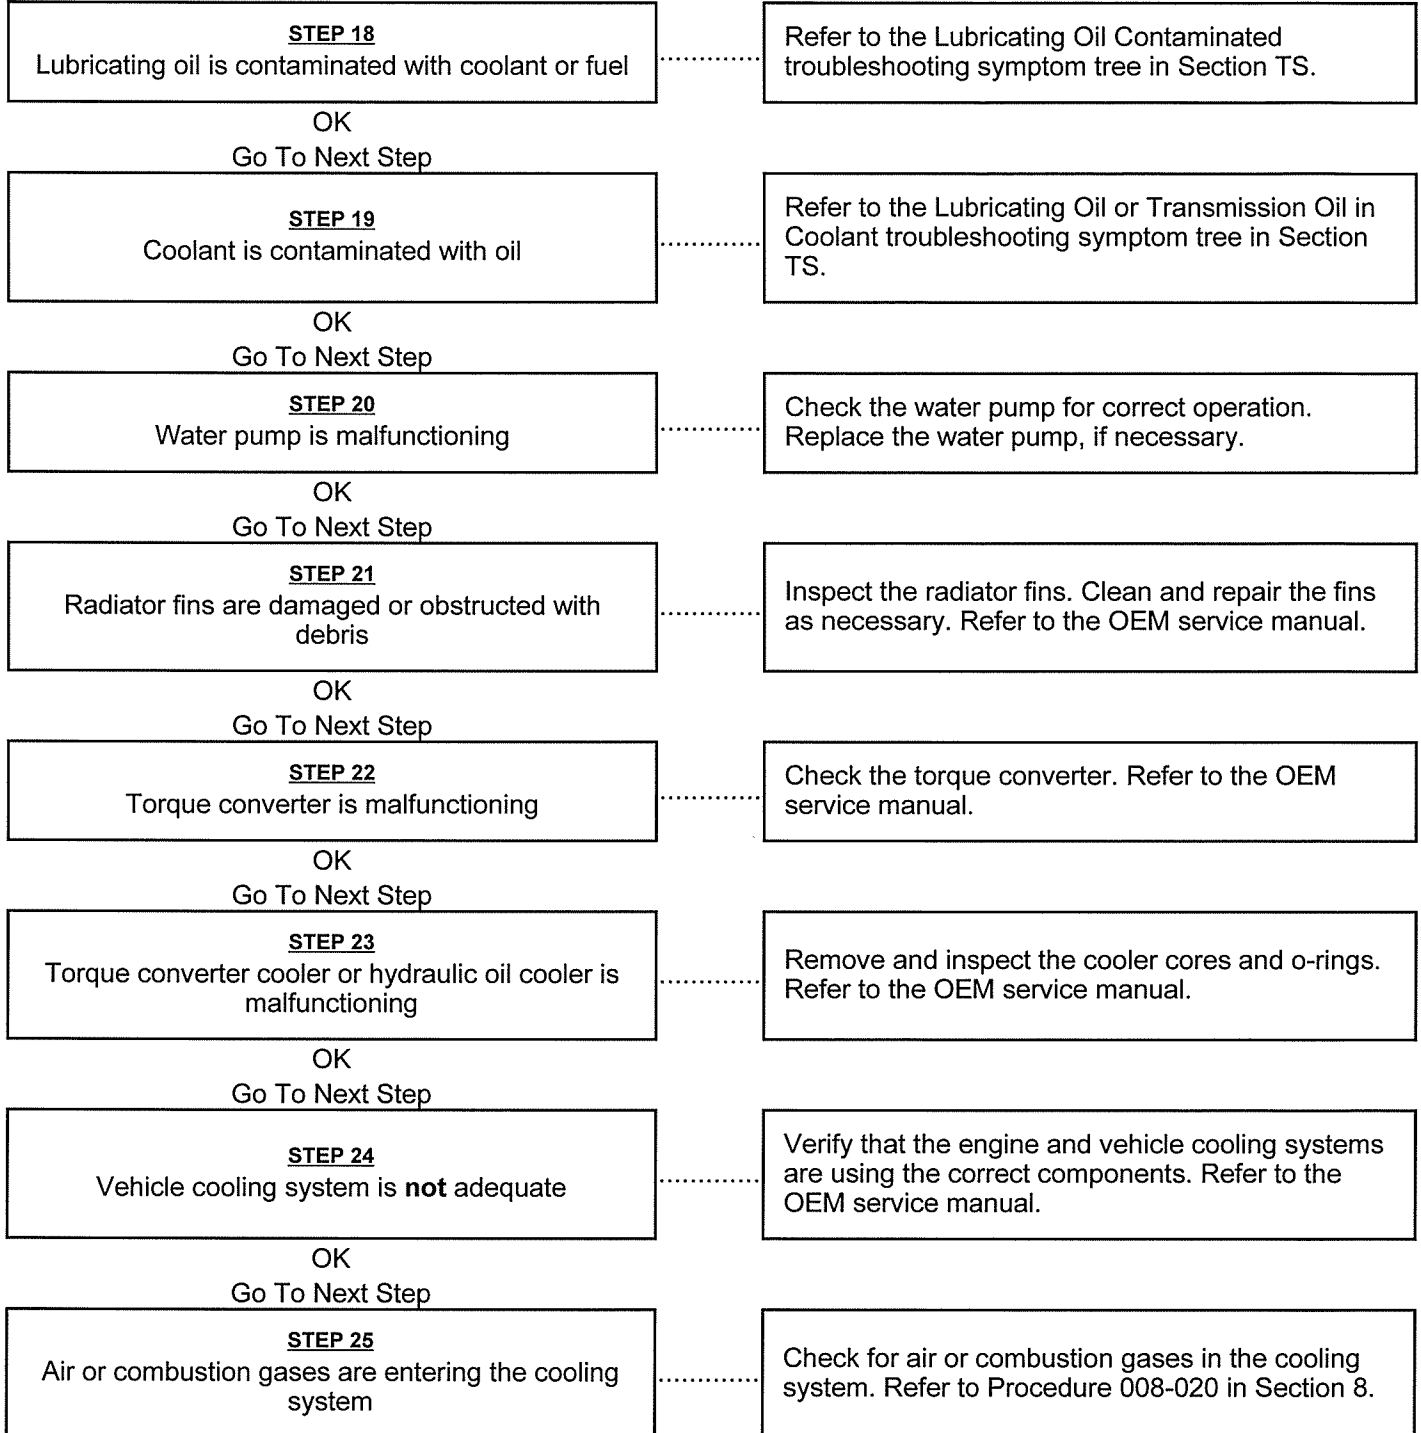 STEP 18
Lubricating oil is contaminated with coolant or fuel
Refer to the Lubricating Oil Contaminated
troubleshooting symptom tree in Section TS.
OK
Go To Next Step
STEP 19
Coolant is contaminated with oil
Refer to the Lubricating Oil or Transmission Oil in
Coolant troubleshooting symptom tree in Section
TS.
OK
Go To Next Step
STEP 20
Water pump is malfunctioning
Check the water pump for correct operation.
Replace the water pump, if necessary.
OK
Go To Next Step
STEP 21
Radiator fins are damaged or obstructed with
debris
Inspect the radiator fins. Clean and repair the fins
as necessary. Refer to the OEM service manual.
OK
Go To Next Step
STEP 22
Torque converter is malfunctioning
Check the torque converter. Refer to the OEM
service manual.
OK
Go To Next Step
STEP 23
Torque converter cooler or hydraulic oil cooler is
malfunctioning
Remove and inspect the cooler cores and o-rings.
Refer to the OEM service manual.
OK
Go To Next Step
STEP 24
Vehicle cooling system is not adequate
Verify that the engine and vehicle cooling systems
are using the correct components. Refer to the
OEM service manual.
OK
Go To Next Step
STEP 25
Air or combustion gases are entering the cooling
system
Check for air or combustion gases in the cooling
system. Refer to Procedure 008-020 in Section 8.